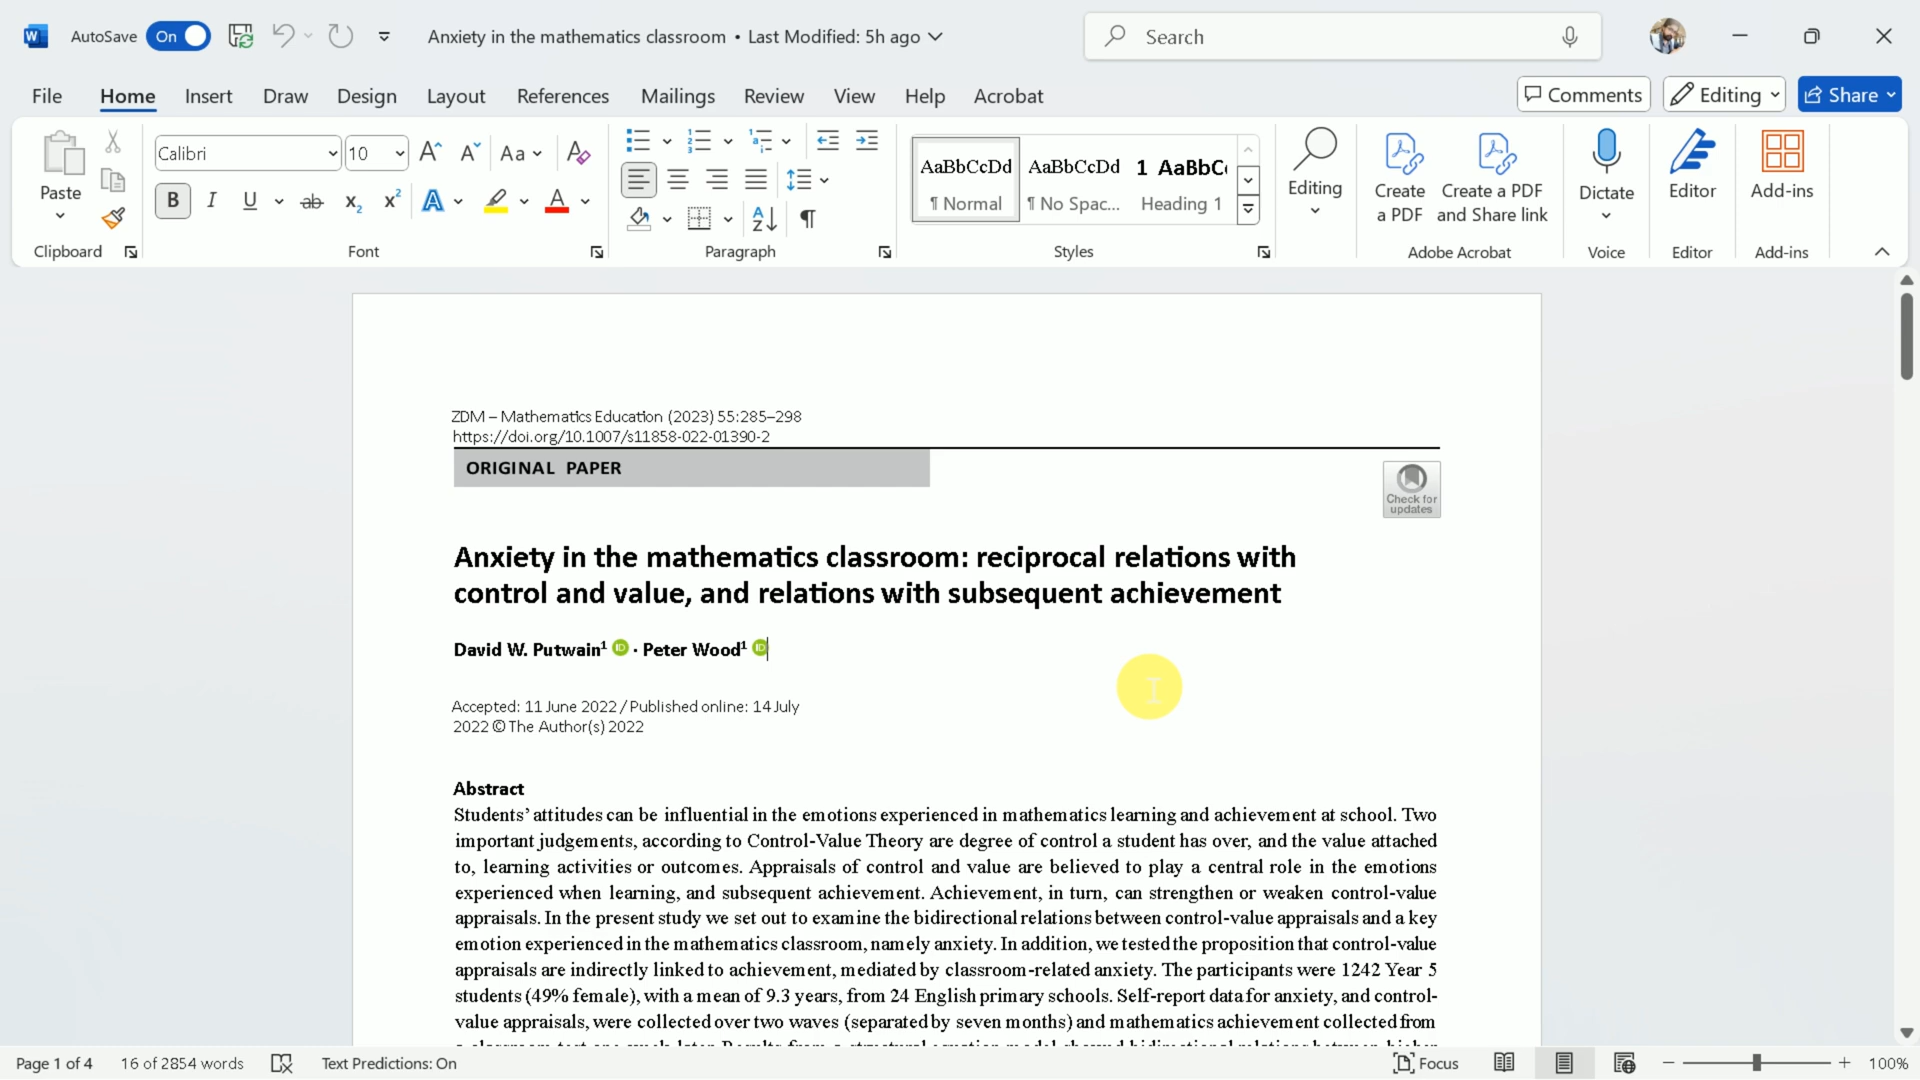 W AutoSave On Anxiety in the mathematics classroom • Last Modified: 5h ago Search
File Home Insert Draw Design Layout References Mailings Review View Help Acrobat Comments Editing Share
Paste
Clipboard
Calibri 10 Aa
B I U ab x₂ x² A A
Font
A Z ¶
Paragraph
AaBbCcDd AaBbCcDd 1 AaBbC
¶ Normal ¶ No Spac... Heading 1
Styles
Editing
Create a PDF
Create a PDF and Share link
Adobe Acrobat
Dictate
Voice
Editor
Editor
Add-ins
Add-ins
ZDM – Mathematics Education (2023) 55:285–298
https://doi.org/10.1007/s11858-022-01390-2
ORIGINAL PAPER
Check for
updates
Anxiety in the mathematics classroom: reciprocal relations with
control and value, and relations with subsequent achievement
David W. Putwain¹ iD · Peter Wood¹ iD
Accepted: 11 June 2022 / Published online: 14 July
2022 © The Author(s) 2022
Abstract
Students’ attitudes can be influential in the emotions experienced in mathematics learning and achievement at school. Two
important judgements, according to Control-Value Theory are degree of control a student has over, and the value attached
to, learning activities or outcomes. Appraisals of control and value are believed to play a central role in the emotions
experienced when learning, and subsequent achievement. Achievement, in turn, can strengthen or weaken control-value
appraisals. In the present study we set out to examine the bidirectional relations between control-value appraisals and a key
emotion experienced in the mathematics classroom, namely anxiety. In addition, we tested the proposition that control-value
appraisals are indirectly linked to achievement, mediated by classroom-related anxiety. The participants were 1242 Year 5
students (49% female), with a mean of 9.3 years, from 24 English primary schools. Self-report data for anxiety, and control-
value appraisals, were collected over two waves (separated by seven months) and mathematics achievement collected from
Page 1 of 4 16 of 2854 words Text Predictions: On Focus 100%